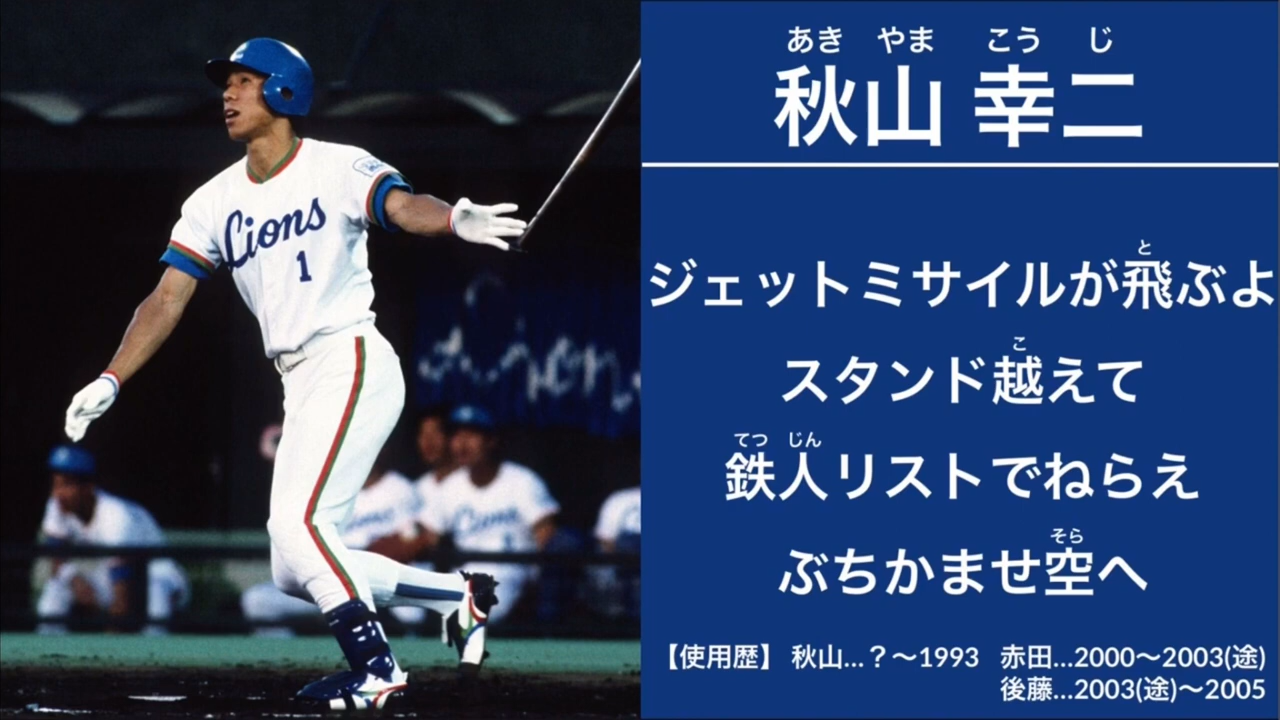 Lions
1
あき やま こう じ
秋山 幸二
ジェットミサイルが飛ぶよ
と
スタンド越えて
こ
鉄人リストでねらえ
てつ じん
ぶちかませ空へ
そら
【使用歴】 秋山…？～1993 赤田…2000～2003(途)
後藤…2003(途)～2005